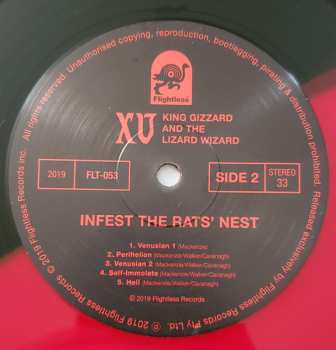 Unauthorised copying, reproduction, bootlegging, pirating & distribution prohibited.
all rights reserved.
Flightless
XV
KING GIZZARD
AND THE
LIZARD WIZARD
2019
FLT-053
SIDE 2
STEREO
33
INFEST THE RATS' NEST
1. Venusian 1 (Mackenzie)
2. Perihelion (Mackenzie/Walker/Cavanagh)
3. Venusian 2 (Mackenzie)
4. Self-Immolate (Mackenzie/Walker/Cavanagh)
5. Hell (Mackenzie/Walker/Cavanagh)
© 2019 Flightless Records
© 2019 Flightless Records Inc.
℗ 2019 Flightless Records Pty Ltd.
Released exclusively by Flightless Records